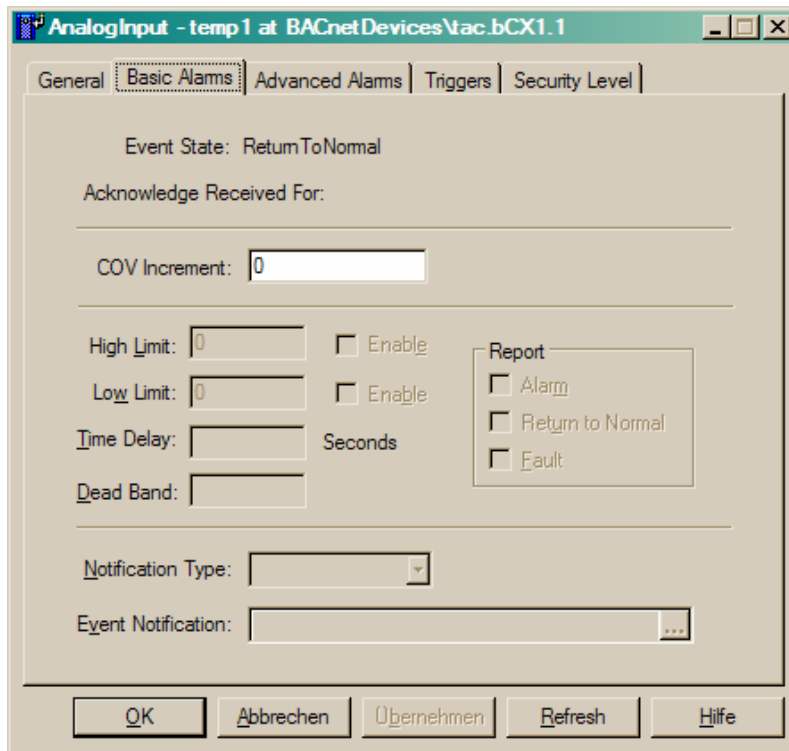 AnalogInput - temp1 at BACnetDevices\tac.bCX1.1
General Basic Alarms Advanced Alarms Triggers Security Level
Event State: ReturnToNormal
Acknowledge Received For:
COV Increment: 0
High Limit: 0 Enable
Report
Alarm
Low Limit: 0 Enable
Return to Normal
Time Delay: Seconds
Fault
Dead Band:
Notification Type:
Event Notification: ...
OK Abbrechen Übernehmen Refresh Hilfe